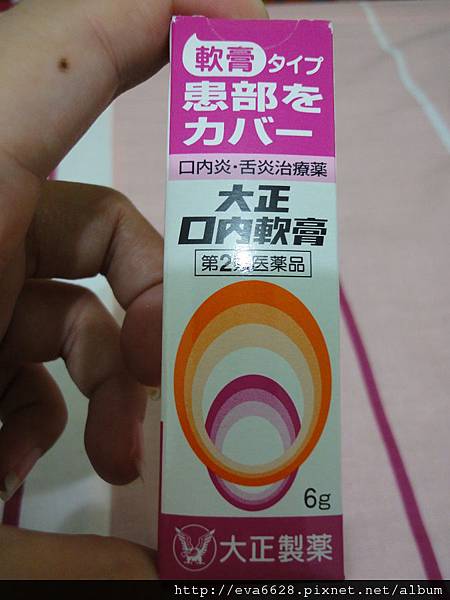 軟膏タイプ
患部を
カバー
口内炎・舌炎治療薬
大正
口内軟膏
第2類医薬品
6g
大正製薬
http://eva6628.pixnet.net/album